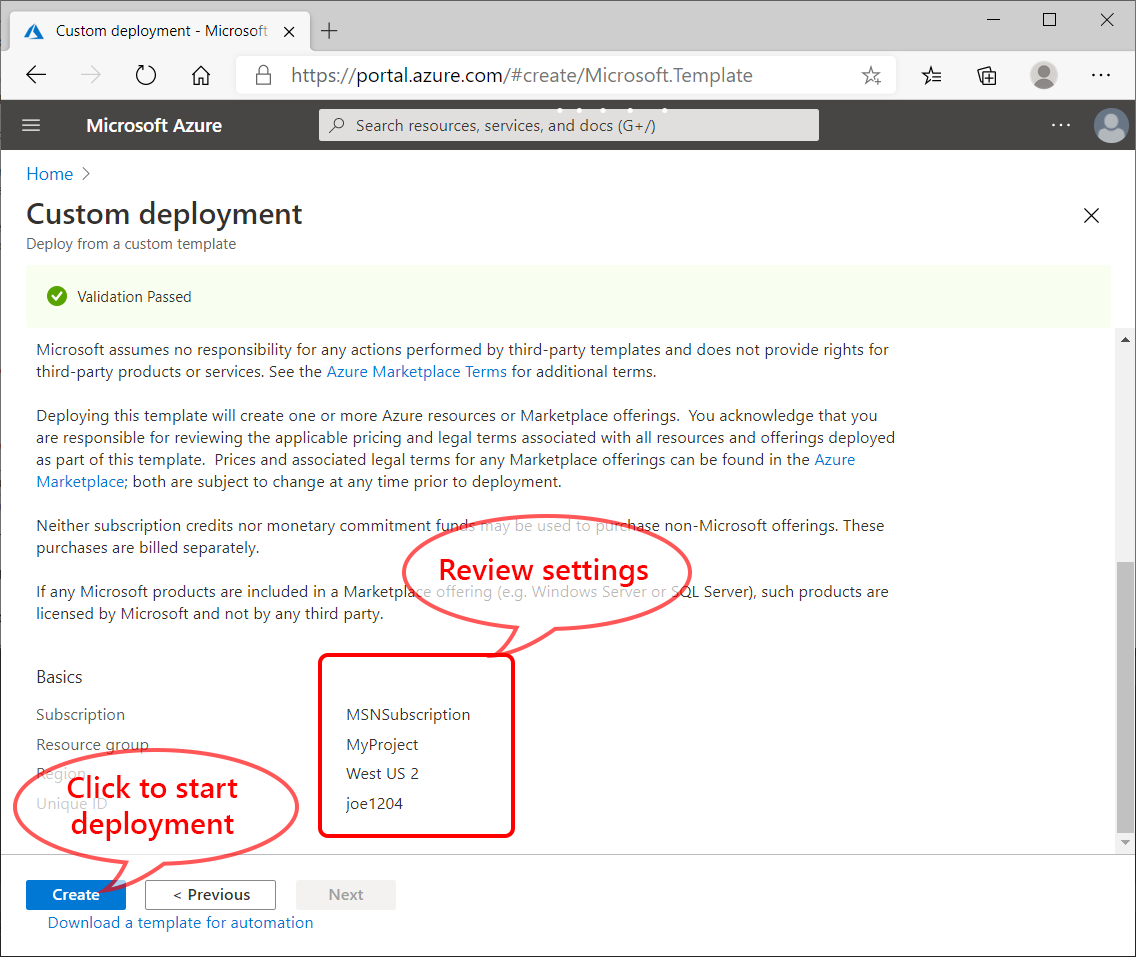 Custom deployment - Microsoft
https://portal.azure.com/#create/Microsoft.Template
Microsoft Azure
Search resources, services, and docs (G+/)
Home
Custom deployment
Deploy from a custom template
Validation Passed
Microsoft assumes no responsibility for any actions performed by third-party templates and does not provide rights for
third-party products or services. See the Azure Marketplace Terms for additional terms.
Deploying this template will create one or more Azure resources or Marketplace offerings. You acknowledge that you
are responsible for reviewing the applicable pricing and legal terms associated with all resources and offerings deployed
as part of this template. Prices and associated legal terms for any Marketplace offerings can be found in the Azure
Marketplace; both are subject to change at any time prior to deployment.
Neither subscription credits nor monetary commitment funds may be used to purchase non-Microsoft offerings. These
purchases are billed separately.
Review settings
If any Microsoft products are included in a Marketplace offering (e.g. Windows Server or SQL Server), such products are
licensed by Microsoft and not by any third party.
Basics
Subscription MSNSubscription
Resource group MyProject
Region West US 2
Unique ID joe1204
Click to start
deployment
Create < Previous Next
Download a template for automation